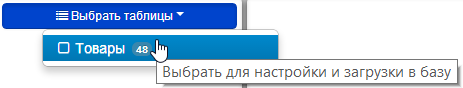 Выбрать таблицы
Товары 48
Выбрать для настройки и загрузки в базу